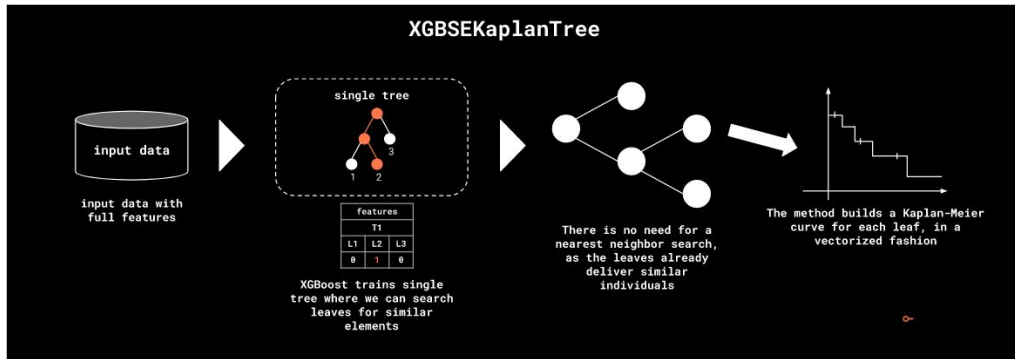 XGBSEKaplanTree
input data
input data with
full features
single tree
3
1 2
features
T1
L1 L2 L3
0 1 0
XGBoost trains single
tree where we can search
leaves for similar
elements
There is no need for a
nearest neighbor search,
as the leaves already
deliver similar
individuals
The method builds a Kaplan-Meier
curve for each leaf, in a
vectorized fashion